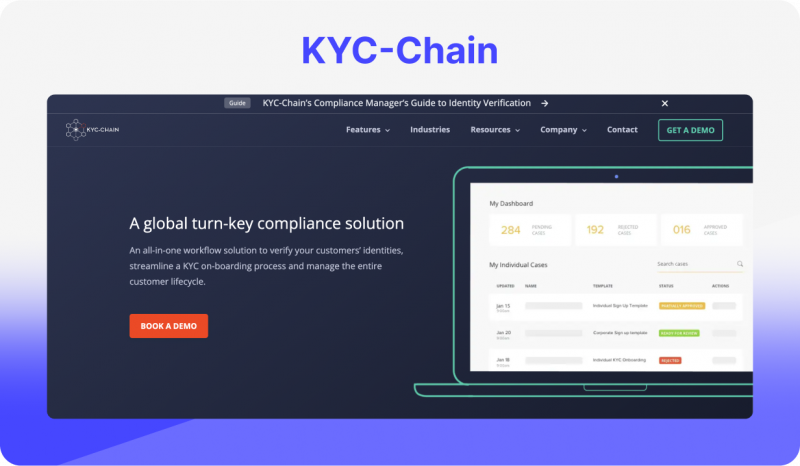 KYC-Chain
Guide KYC-Chain's Compliance Manager's Guide to Identity Verification → ✕
KYC-CHAIN Features Industries Resources Company Contact GET A DEMO
A global turn-key compliance solution
An all-in-one workflow solution to verify your customers' identities,
streamline a KYC on-boarding process and manage the entire
customer lifecycle.
BOOK A DEMO
My Dashboard
284 PENDING CASES 192 REJECTED CASES 016 APPROVED CASES
My Individual Cases Search cases
UPDATED NAME TEMPLATE STATUS ACTIONS
Jan 13 Individual Sign Up Template PARTIALLY APPROVED
Jan 20 Corporate Sign up template READY FOR REVIEW
Jan 18 Individual KYC Onboarding REJECTED